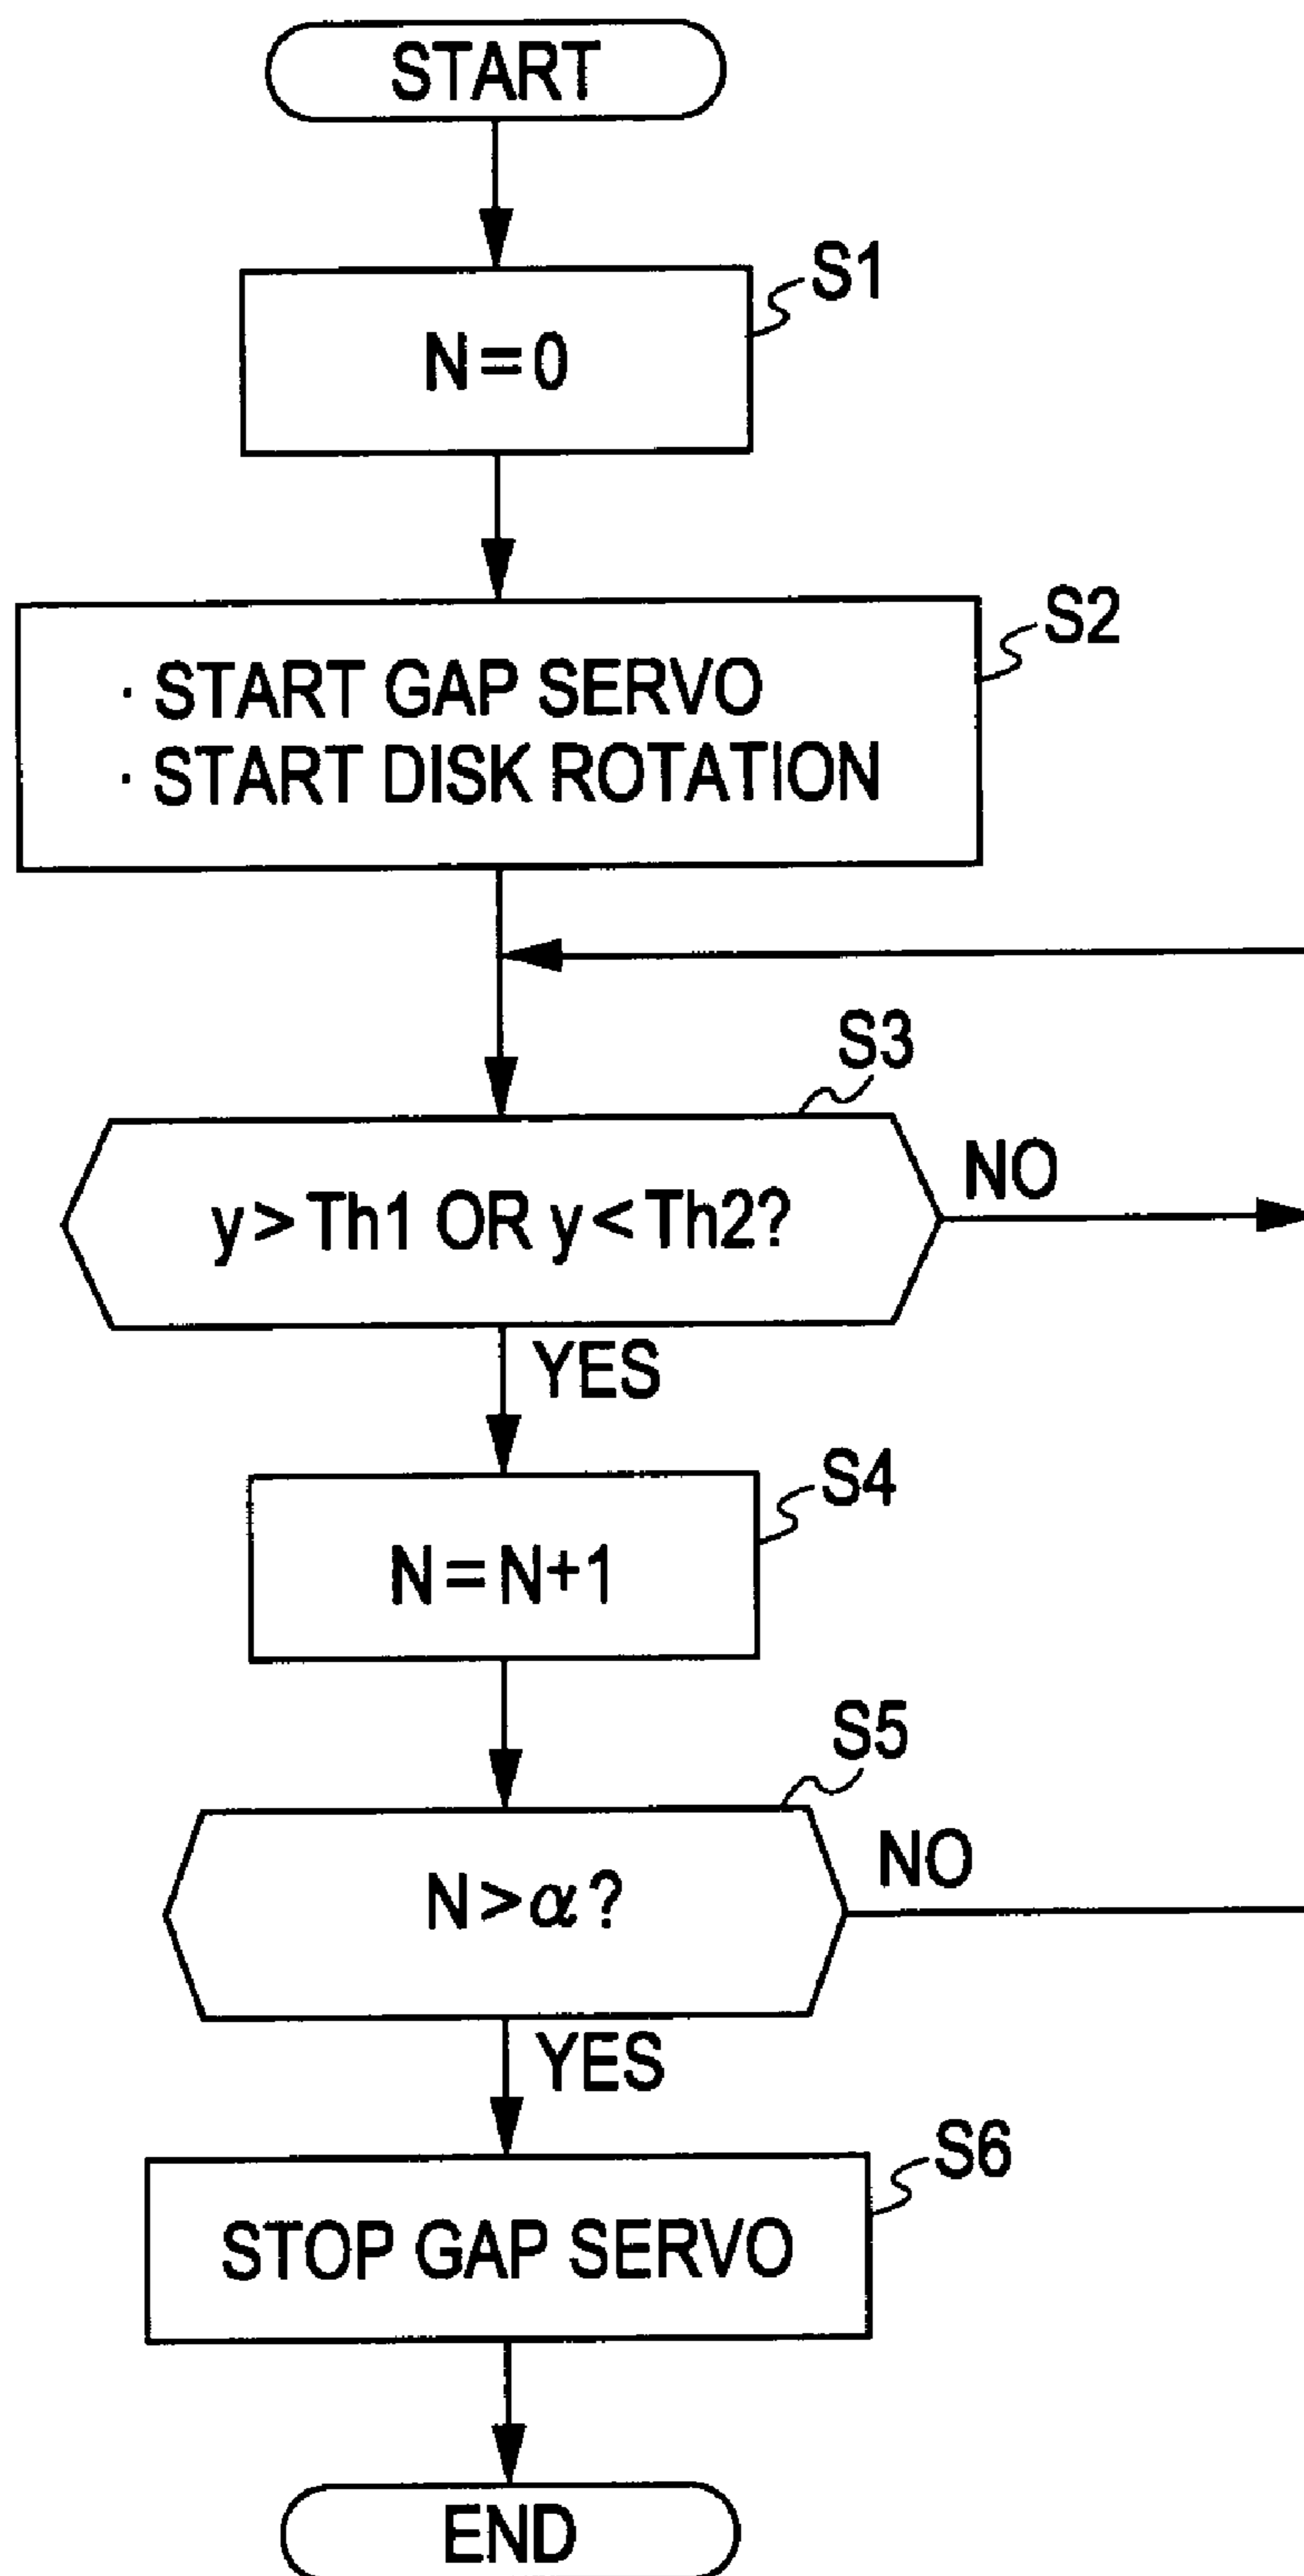 START
S1
N=0
S2
· START GAP SERVO
· START DISK ROTATION
S3
y>Th1 OR y<Th2?
NO
YES
S4
N=N+1
S5
N>α?
NO
YES
S6
STOP GAP SERVO
END